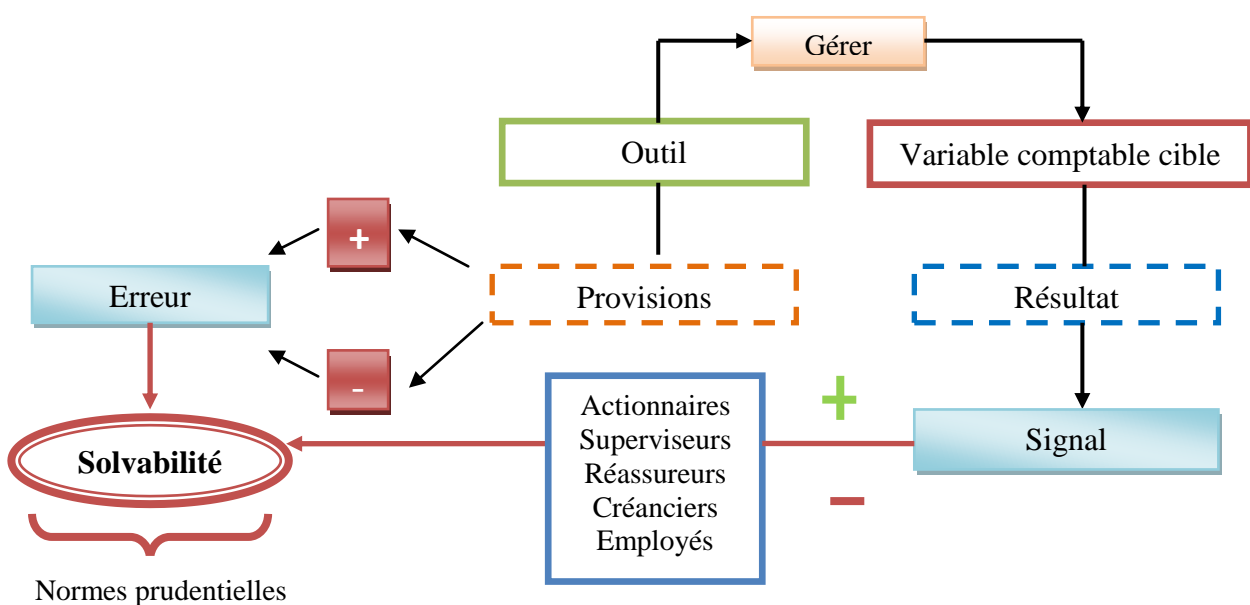 Gérer
Outil
Variable comptable cible
+
Erreur
Provisions
Résultat
-
+
Actionnaires
Superviseurs
Réassureurs
Créanciers
Employés
Signal
Solvabilité
−
Normes prudentielles